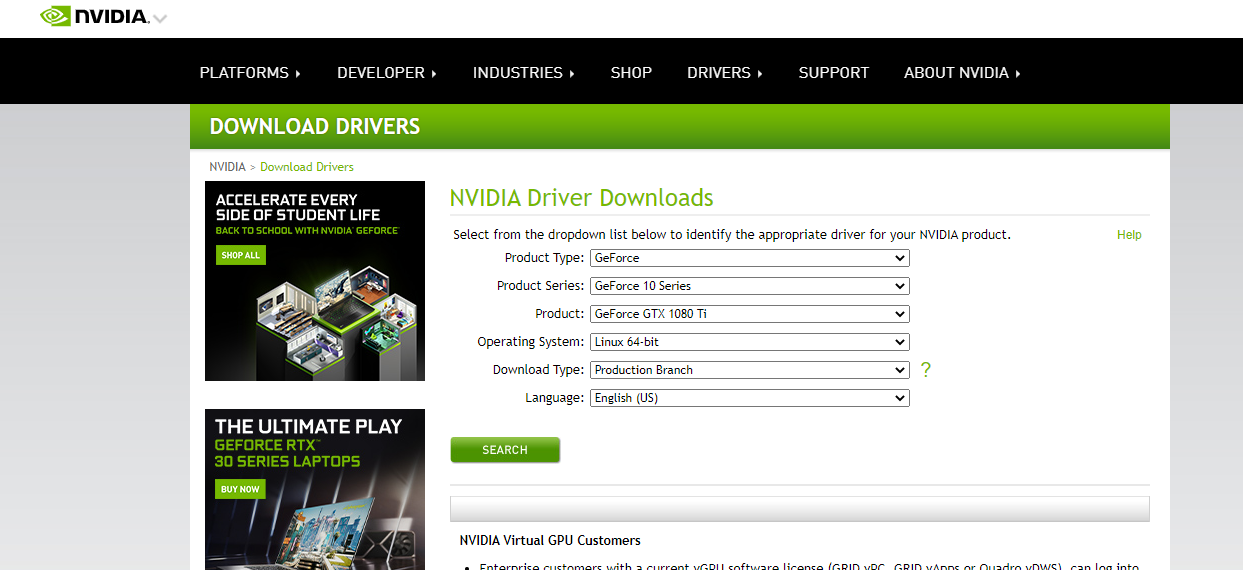 NVIDIA.
PLATFORMS DEVELOPER INDUSTRIES SHOP DRIVERS SUPPORT ABOUT NVIDIA
DOWNLOAD DRIVERS
NVIDIA > Download Drivers
ACCELERATE EVERY
SIDE OF STUDENT LIFE
BACK TO SCHOOL WITH NVIDIA® GEFORCE®
SHOP ALL
THE ULTIMATE PLAY
GEFORCE RTX™
30 SERIES LAPTOPS
BUY NOW
NVIDIA Driver Downloads
Select from the dropdown list below to identify the appropriate driver for your NVIDIA product. Help
Product Type: GeForce
Product Series: GeForce 10 Series
Product: GeForce GTX 1080 Ti
Operating System: Linux 64-bit
Download Type: Production Branch ?
Language: English (US)
SEARCH
NVIDIA Virtual GPU Customers
• Enterprise customers with a current vGPU software license (GRID vPC, GRID vApps or Quadro vDWS), can log into